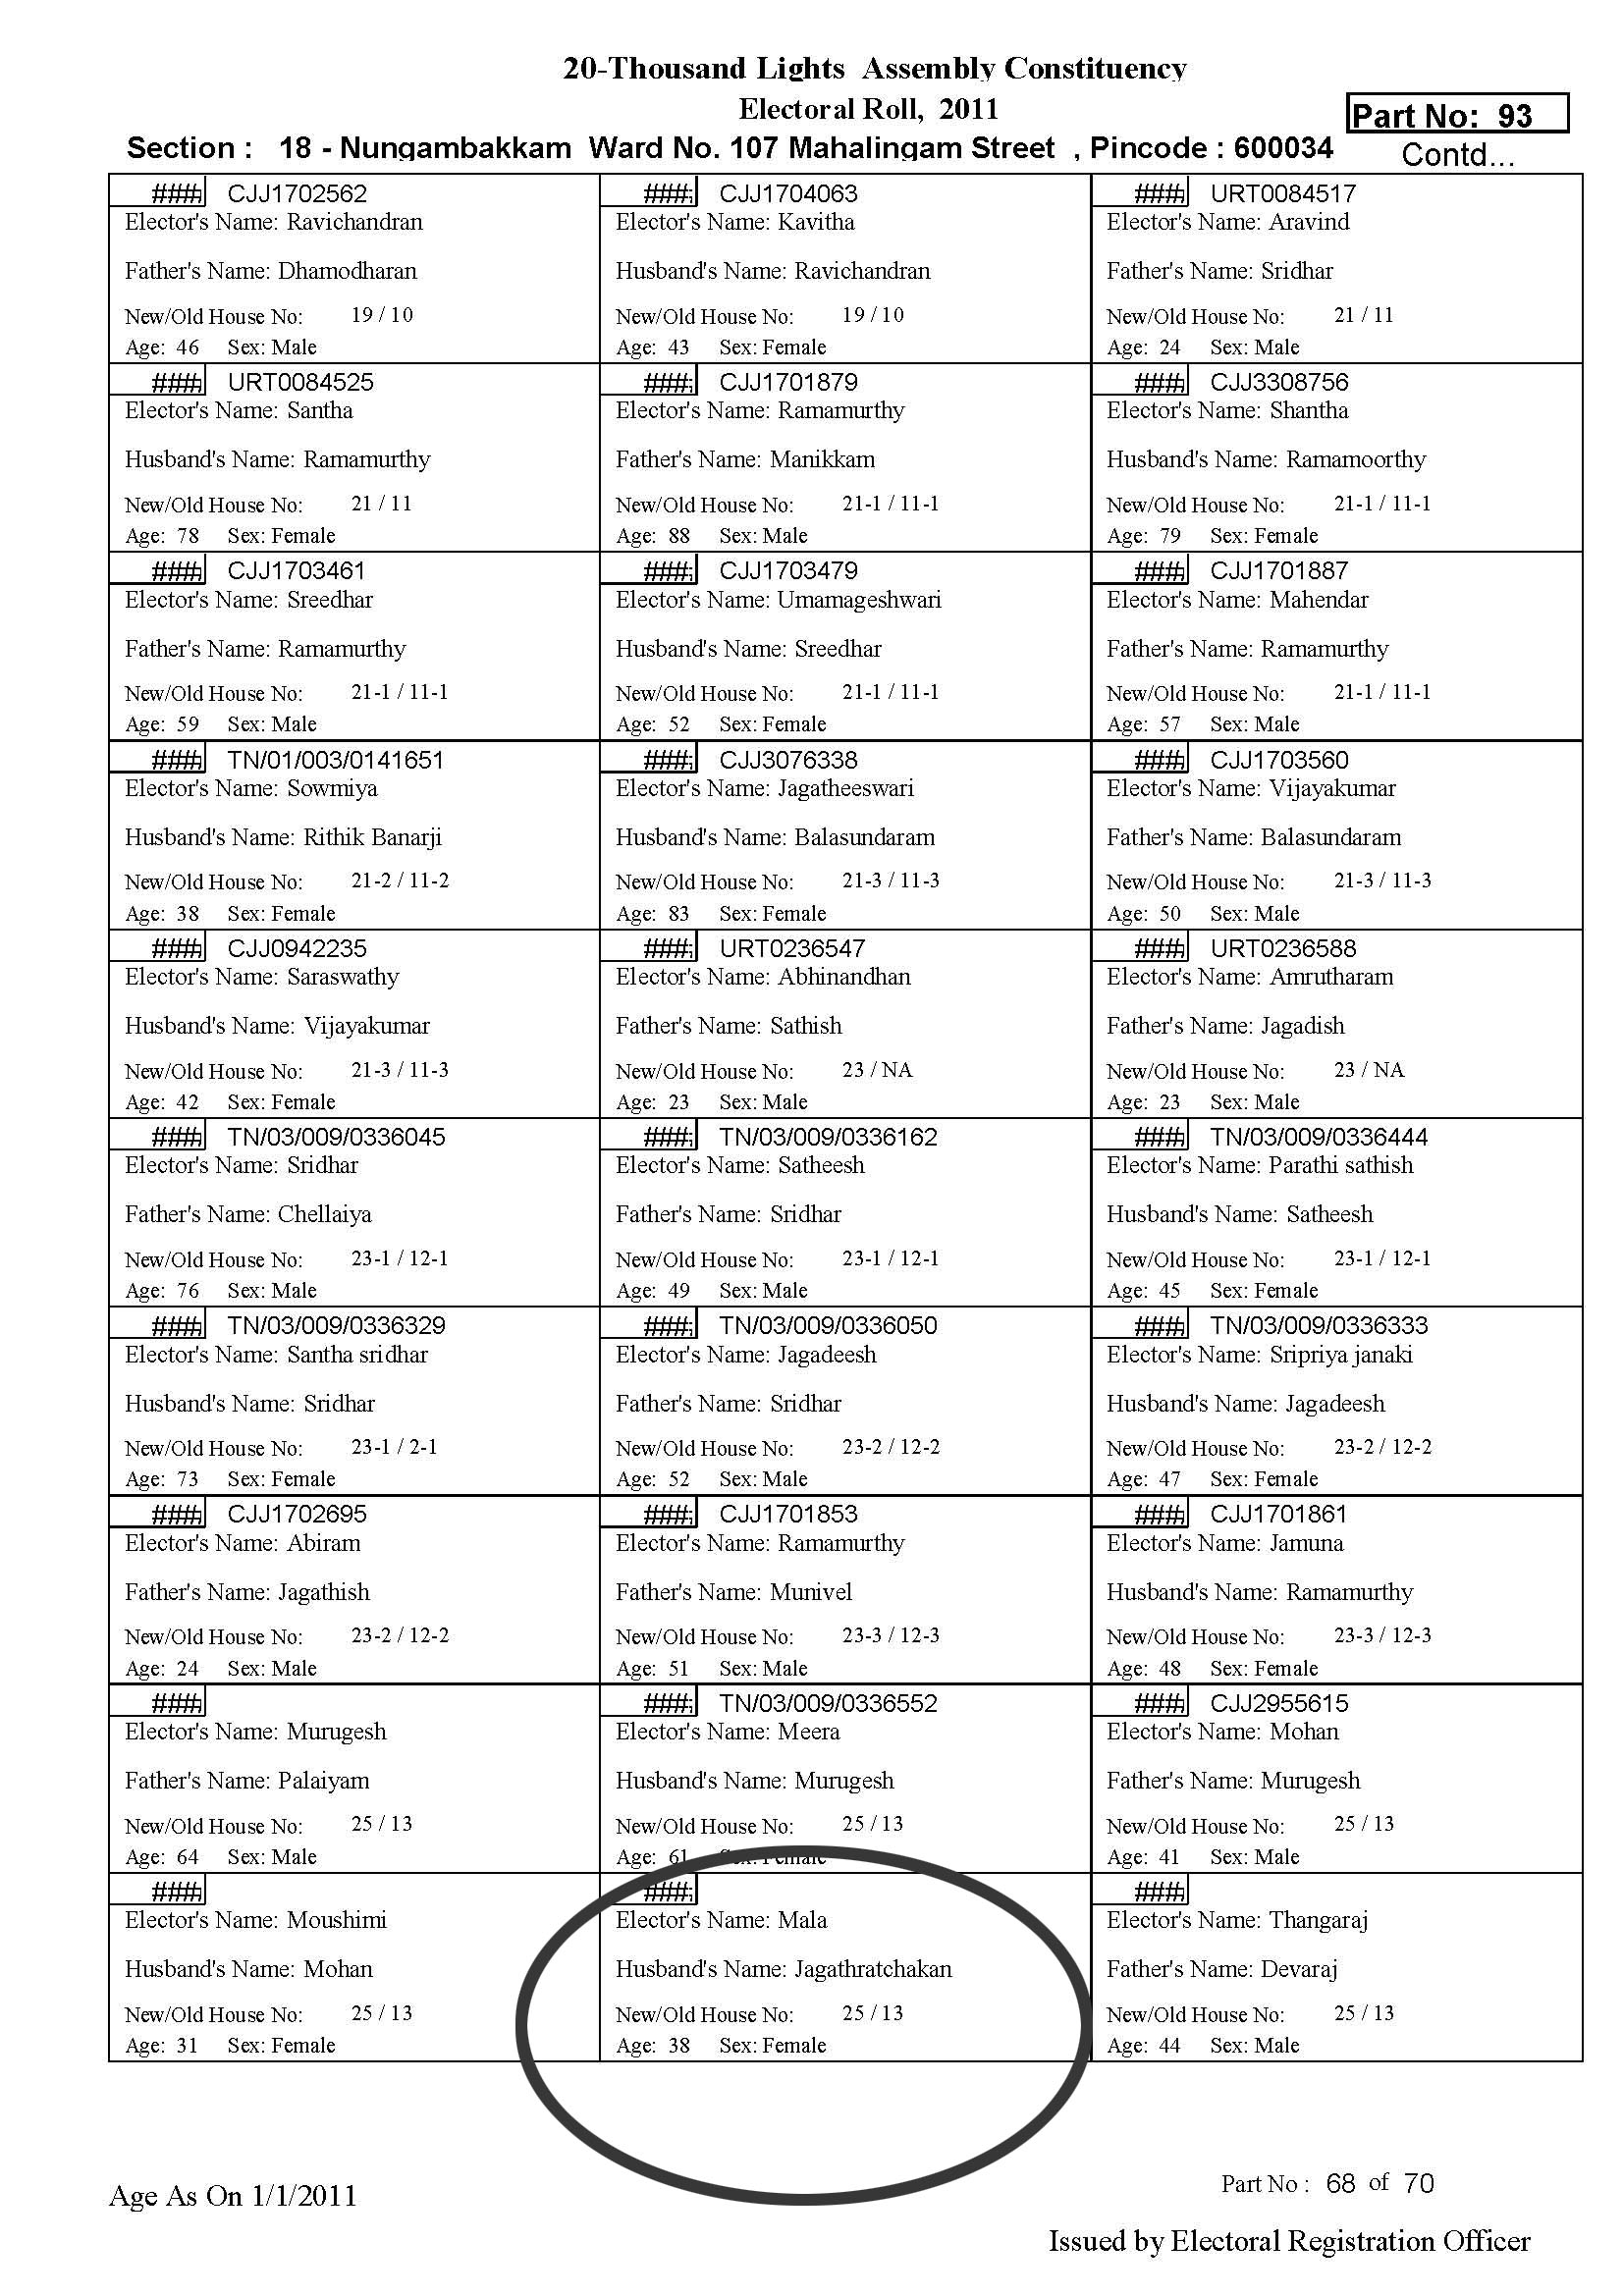 20-Thousand Lights Assembly Constituency
Electoral Roll, 2011
Part No: 93
Section : 18 - Nungambakkam Ward No. 107 Mahalingam Street , Pincode : 600034
Contd...
### CJJ1702562
Elector's Name: Ravichandran
Father's Name: Dhamodharan
New/Old House No: 19 / 10
Age: 46 Sex: Male
### CJJ1704063
Elector's Name: Kavitha
Husband's Name: Ravichandran
New/Old House No: 19 / 10
Age: 43 Sex: Female
### URT0084517
Elector's Name: Aravind
Father's Name: Sridhar
New/Old House No: 21 / 11
Age: 24 Sex: Male
### URT0084525
Elector's Name: Santha
Husband's Name: Ramamurthy
New/Old House No: 21 / 11
Age: 78 Sex: Female
### CJJ1701879
Elector's Name: Ramamurthy
Father's Name: Manikkam
New/Old House No: 21-1 / 11-1
Age: 88 Sex: Male
### CJJ3308756
Elector's Name: Shantha
Husband's Name: Ramamoorthy
New/Old House No: 21-1 / 11-1
Age: 79 Sex: Female
### CJJ1703461
Elector's Name: Sreedhar
Father's Name: Ramamurthy
New/Old House No: 21-1 / 11-1
Age: 59 Sex: Male
### CJJ1703479
Elector's Name: Umamageshwari
Husband's Name: Sreedhar
New/Old House No: 21-1 / 11-1
Age: 52 Sex: Female
### CJJ1701887
Elector's Name: Mahendar
Father's Name: Ramamurthy
New/Old House No: 21-1 / 11-1
Age: 57 Sex: Male
### TN/01/003/0141651
Elector's Name: Sowmiya
Husband's Name: Rithik Banarji
New/Old House No: 21-2 / 11-2
Age: 38 Sex: Female
### CJJ3076338
Elector's Name: Jagatheeswari
Husband's Name: Balasundaram
New/Old House No: 21-3 / 11-3
Age: 83 Sex: Female
### CJJ1703560
Elector's Name: Vijayakumar
Father's Name: Balasundaram
New/Old House No: 21-3 / 11-3
Age: 50 Sex: Male
### CJJ0942235
Elector's Name: Saraswathy
Husband's Name: Vijayakumar
New/Old House No: 21-3 / 11-3
Age: 42 Sex: Female
### URT0236547
Elector's Name: Abhinandhan
Father's Name: Sathish
New/Old House No: 23 / NA
Age: 23 Sex: Male
### URT0236588
Elector's Name: Amrutharam
Father's Name: Jagadish
New/Old House No: 23 / NA
Age: 23 Sex: Male
### TN/03/009/0336045
Elector's Name: Sridhar
Father's Name: Chellaiya
New/Old House No: 23-1 / 12-1
Age: 76 Sex: Male
### TN/03/009/0336162
Elector's Name: Satheesh
Father's Name: Sridhar
New/Old House No: 23-1 / 12-1
Age: 49 Sex: Male
### TN/03/009/0336444
Elector's Name: Parathi sathish
Husband's Name: Satheesh
New/Old House No: 23-1 / 12-1
Age: 45 Sex: Female
### TN/03/009/0336329
Elector's Name: Santha sridhar
Husband's Name: Sridhar
New/Old House No: 23-1 / 2-1
Age: 73 Sex: Female
### TN/03/009/0336050
Elector's Name: Jagadeesh
Father's Name: Sridhar
New/Old House No: 23-2 / 12-2
Age: 52 Sex: Male
### TN/03/009/0336333
Elector's Name: Sripriya janaki
Husband's Name: Jagadeesh
New/Old House No: 23-2 / 12-2
Age: 47 Sex: Female
### CJJ1702695
Elector's Name: Abiram
Father's Name: Jagathish
New/Old House No: 23-2 / 12-2
Age: 24 Sex: Male
### CJJ1701853
Elector's Name: Ramamurthy
Father's Name: Munivel
New/Old House No: 23-3 / 12-3
Age: 51 Sex: Male
### CJJ1701861
Elector's Name: Jamuna
Husband's Name: Ramamurthy
New/Old House No: 23-3 / 12-3
Age: 48 Sex: Female
###
Elector's Name: Murugesh
Father's Name: Palaiyam
New/Old House No: 25 / 13
Age: 64 Sex: Male
### TN/03/009/0336552
Elector's Name: Meera
Husband's Name: Murugesh
New/Old House No: 25 / 13
Age: 61 Sex: Female
### CJJ2955615
Elector's Name: Mohan
Father's Name: Murugesh
New/Old House No: 25 / 13
Age: 41 Sex: Male
###
Elector's Name: Moushimi
Husband's Name: Mohan
New/Old House No: 25 / 13
Age: 31 Sex: Female
###
Elector's Name: Mala
Husband's Name: Jagathratchakan
New/Old House No: 25 / 13
Age: 38 Sex: Female
###
Elector's Name: Thangaraj
Father's Name: Devaraj
New/Old House No: 25 / 13
Age: 44 Sex: Male
Age As On 1/1/2011
Part No : 68 of 70
Issued by Electoral Registration Officer